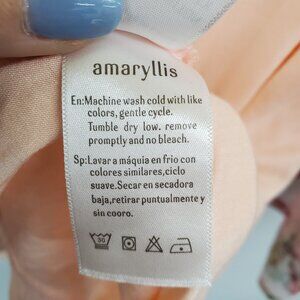 amaryllis
En:Machine wash cold with like
colors, gentle cycle.
Tumble dry low. remove
promptly and no bleach.
Sp:Lavar a máquia en frio con
colores similares,ciclo
suave.Secar en secadora
baja,retirar puntualmente y
sin cooro.
30